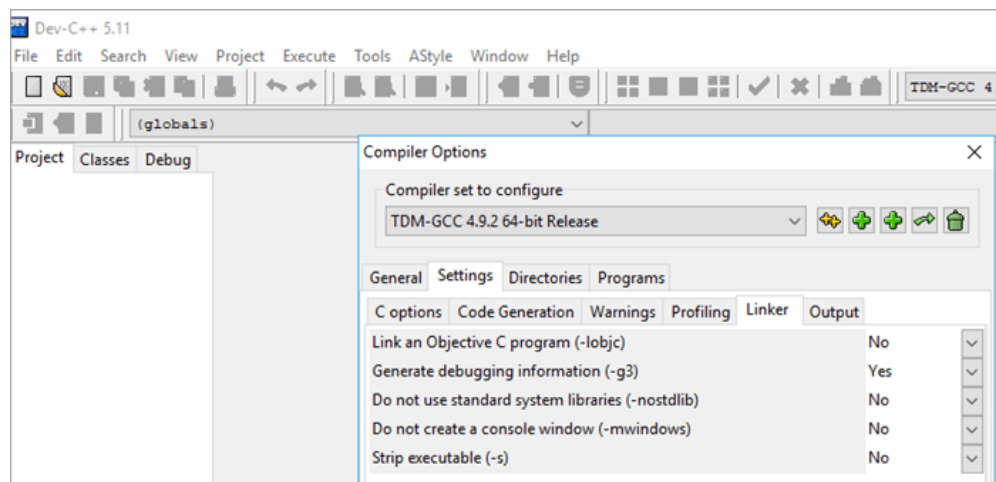 Dev-C++ 5.11
File Edit Search View Project Execute Tools AStyle Window Help
TDM-GCC 4
(globals)
Project Classes Debug
Compiler Options
Compiler set to configure
TDM-GCC 4.9.2 64-bit Release
General Settings Directories Programs
C options Code Generation Warnings Profiling Linker Output
Link an Objective C program (-lobjc) No
Generate debugging information (-g3) Yes
Do not use standard system libraries (-nostdlib) No
Do not create a console window (-mwindows) No
Strip executable (-s) No